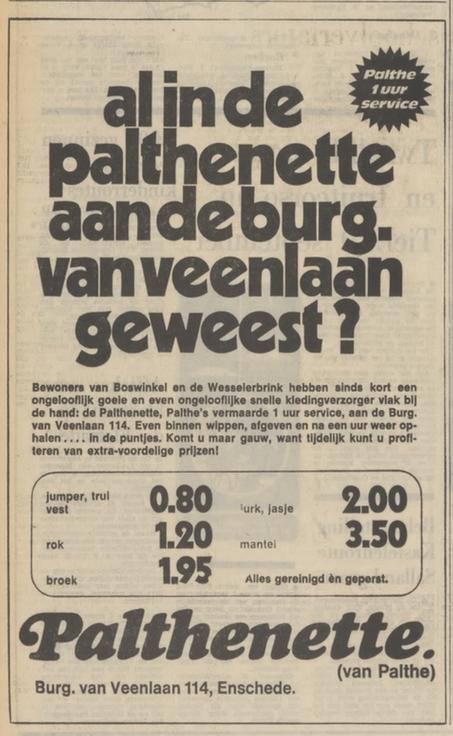 al in de
palthenette
aan de burg.
van veenlaan
geweest?
Palthe
1 uur
service
Bewoners van Boswinkel en de Wesselerbrink hebben sinds kort een
ongelooflijk goeie en even ongelooflijke snelle kledingverzorger vlak bij
de hand: de Palthenette, Palthe's vermaarde 1 uur service, aan de Burg.
van Veenlaan 114. Even binnen wippen, afgeven en na een uur weer op-
halen .... in de puntjes. Komt u maar gauw, want tijdelijk kunt u profi-
teren van extra-voordelige prijzen!
jumper, trui
vest 0.80
rok 1.20
broek 1.95
jurk, jasje 2.00
mantel 3.50
Alles gereinigd èn geperst.
Palthenette.
(van Palthe)
Burg. van Veenlaan 114, Enschede.